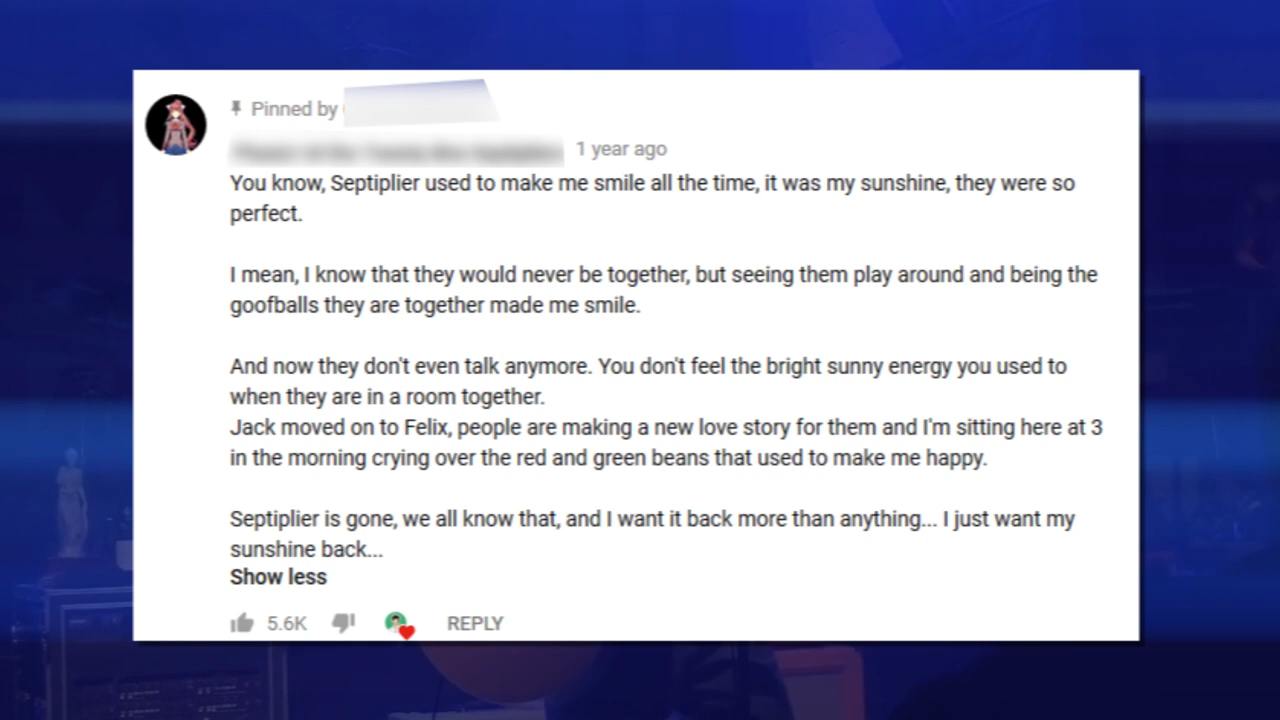 Pinned by
1 year ago
You know, Septiplier used to make me smile all the time, it was my sunshine, they were so
perfect.
I mean, I know that they would never be together, but seeing them play around and being the
goofballs they are together made me smile.
And now they don't even talk anymore. You don't feel the bright sunny energy you used to
when they are in a room together.
Jack moved on to Felix, people are making a new love story for them and I'm sitting here at 3
in the morning crying over the red and green beans that used to make me happy.
Septiplier is gone, we all know that, and I want it back more than anything... I just want my
sunshine back...
Show less
5.6K REPLY